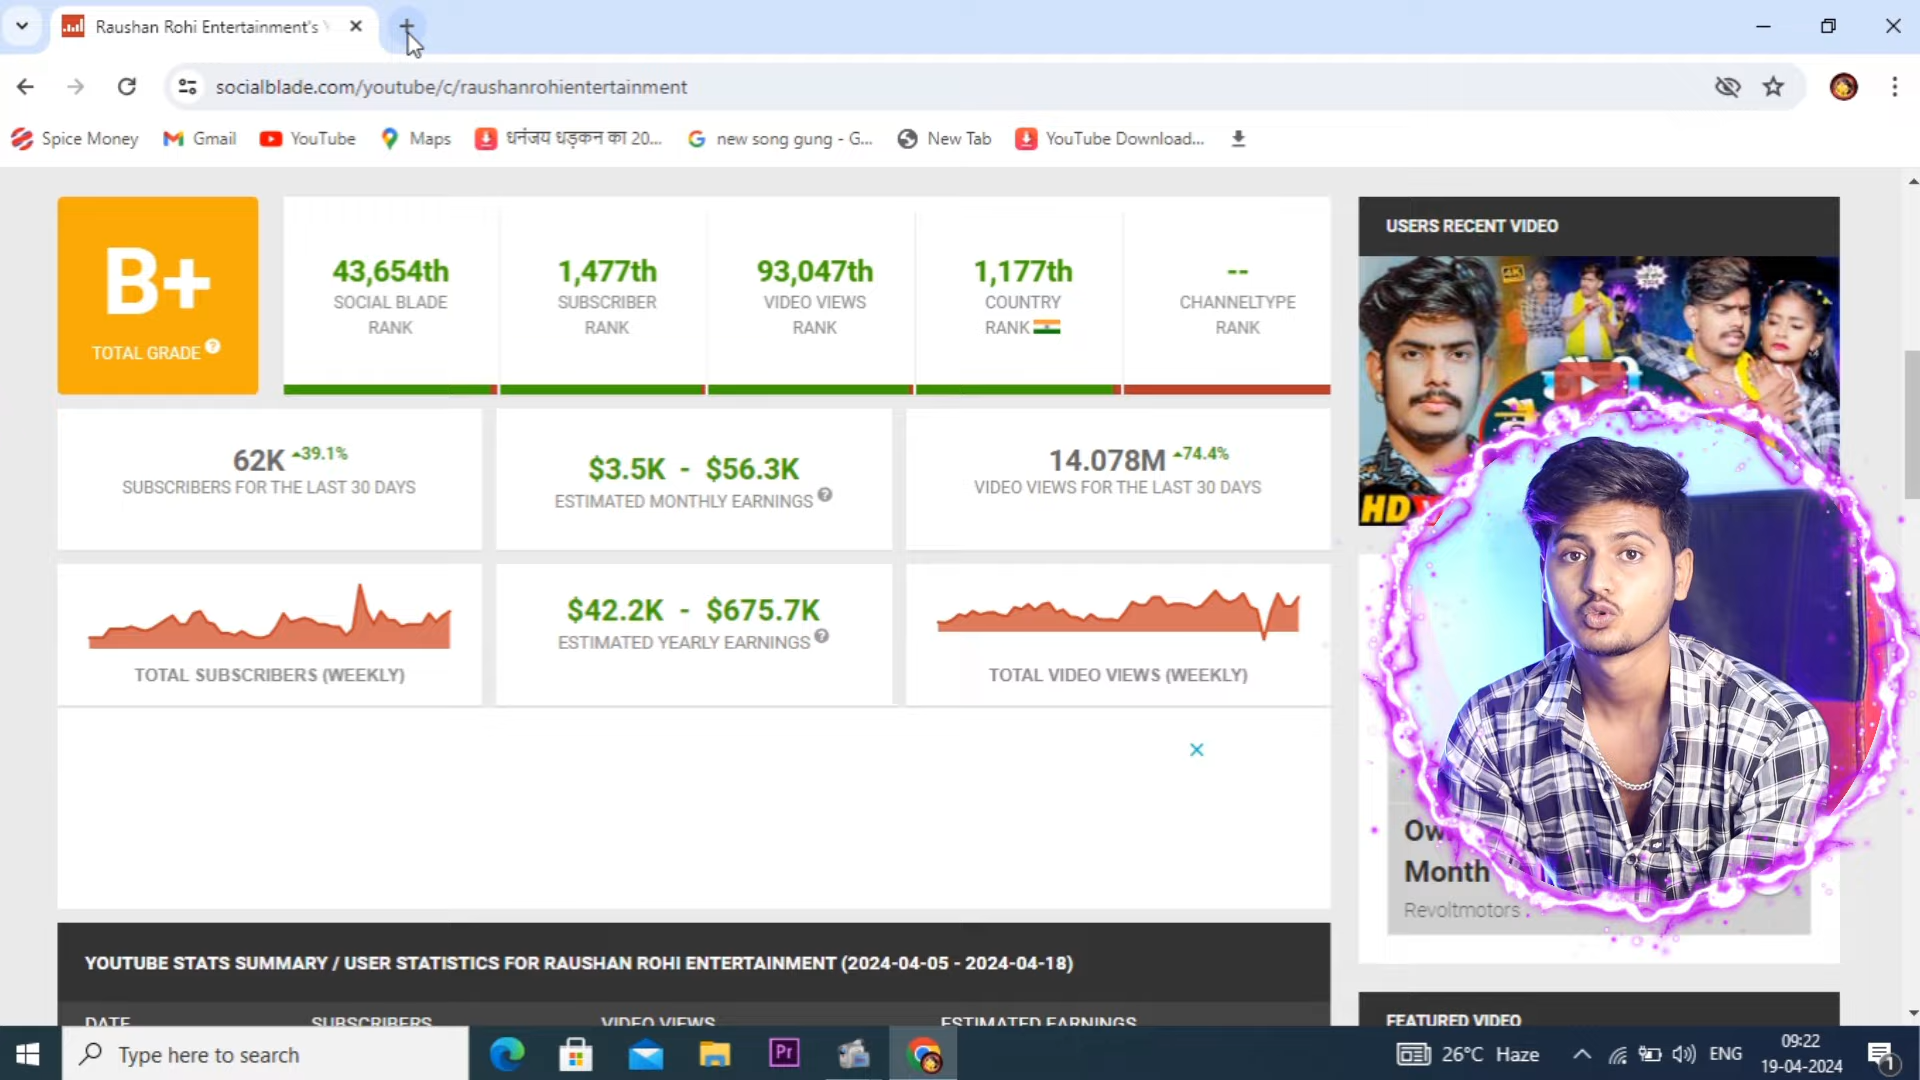 Raushan Rohi Entertainment's
socialblade.com/youtube/c/raushanrohientertainment
Spice Money
Gmail
YouTube
Maps
धनंजय धड़कन का 20...
new song gung - G...
New Tab
YouTube Download...
B+
TOTAL GRADE
43,654th
SOCIAL BLADE
RANK
1,477th
SUBSCRIBER
RANK
93,047th
VIDEO VIEWS
RANK
1,177th
COUNTRY
RANK
--
CHANNELTYPE
RANK
USERS RECENT VIDEO
4K
HD
62K 39.1%
SUBSCRIBERS FOR THE LAST 30 DAYS
$3.5K - $56.3K
ESTIMATED MONTHLY EARNINGS
14.078M 74.4%
VIDEO VIEWS FOR THE LAST 30 DAYS
TOTAL SUBSCRIBERS (WEEKLY)
$42.2K - $675.7K
ESTIMATED YEARLY EARNINGS
TOTAL VIDEO VIEWS (WEEKLY)
Month
Revoltmotors
YOUTUBE STATS SUMMARY / USER STATISTICS FOR RAUSHAN ROHI ENTERTAINMENT (2024-04-05 - 2024-04-18)
DATE
SUBSCRIBERS
VIDEO VIEWS
ESTIMATED EARNINGS
FEATURED VIDEO
Type here to search
Pr
26°C Haze
ENG
09:22
19-04-2024
1